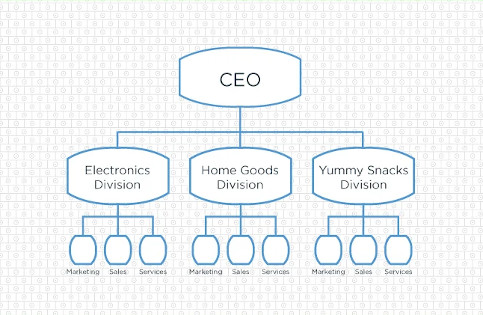 CEO
Electronics
Division
Home Goods
Division
Yummy Snacks
Division
Marketing Sales Services
Marketing Sales Services
Marketing Sales Services